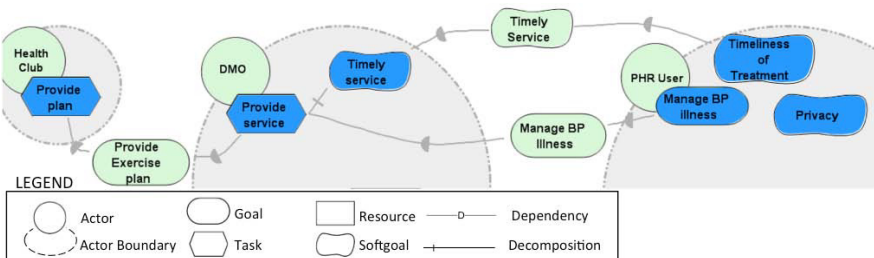 Health
Club
Provide
plan
Provide
Exercise
plan
DMO
Provide
service
Timely
service
Timely
Service
Manage BP
Illness
PHR User
Manage BP
illness
Timeliness
of
Treatment
Privacy
LEGEND
Actor
Actor Boundary
Goal
Task
Resource
Softgoal
D
Dependency
Decomposition